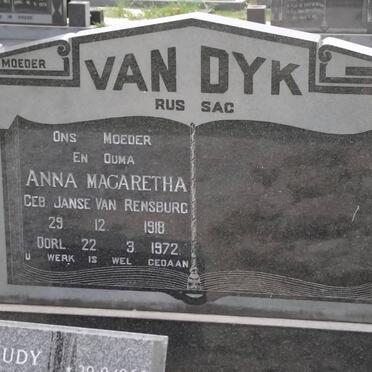 MOEDER
VAN DYK
RUS SAC
ONS MOEDER
EN OUMA
ANNA MAGARETHA
GEB. JANSE VAN RENSBURG
29 12 1918
OORL. 22 3 1972
U WERK IS WEL GEDAAN
UDY